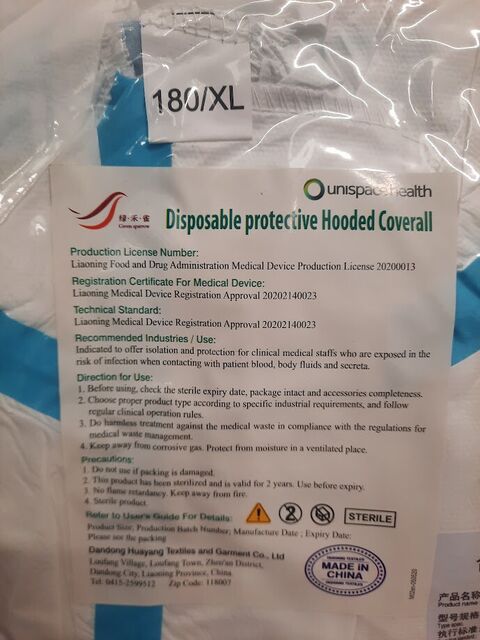 180/XL
unispace health
绿·禾·雀
Green sparrow
Disposable protective Hooded Coverall
Production License Number:
Liaoning Food and Drug Administration Medical Device Production License 20200013
Registration Certificate For Medical Device:
Liaoning Medical Device Registration Approval 20202140023
Technical Standard:
Liaoning Medical Device Registration Approval 20202140023
Recommended Industries / Use:
Indicated to offer isolation and protection for clinical medical staffs who are exposed in the
risk of infection when contacting with patient blood, body fluids and secreta.
Direction for Use:
1. Before using, check the sterile expiry date, package intact and accessories completeness.
2. Choose proper product type according to specific industrial requirements, and follow
regular clinical operation rules.
3. Do harmless treatment against the medical waste in compliance with the regulations for
medical waste management.
4. Keep away from corrosive gas. Protect from moisture in a ventilated place.
Precautions:
1. Do not use if packing is damaged.
2. This product has been sterilized and is valid for 2 years. Use before expiry.
3. No flame retardancy. Keep away from fire.
4. Sterile product.
Refer to User's Guide For Details:
2
STERILE
Product Size; Production Batch Number; Manufacture Date ; Expiry Date:
Please see the packing
Dandong Huayang Textiles and Garment Co., Ltd
Loufang Village, Loufang Town, Zhen'an District,
Dandong City, Liaoning Province, China.
Tel: 0415-2599512 Zip Code: 118007
MADE IN
CHINA
产品名称
Product name
型号规格
Type spec.
执行标准